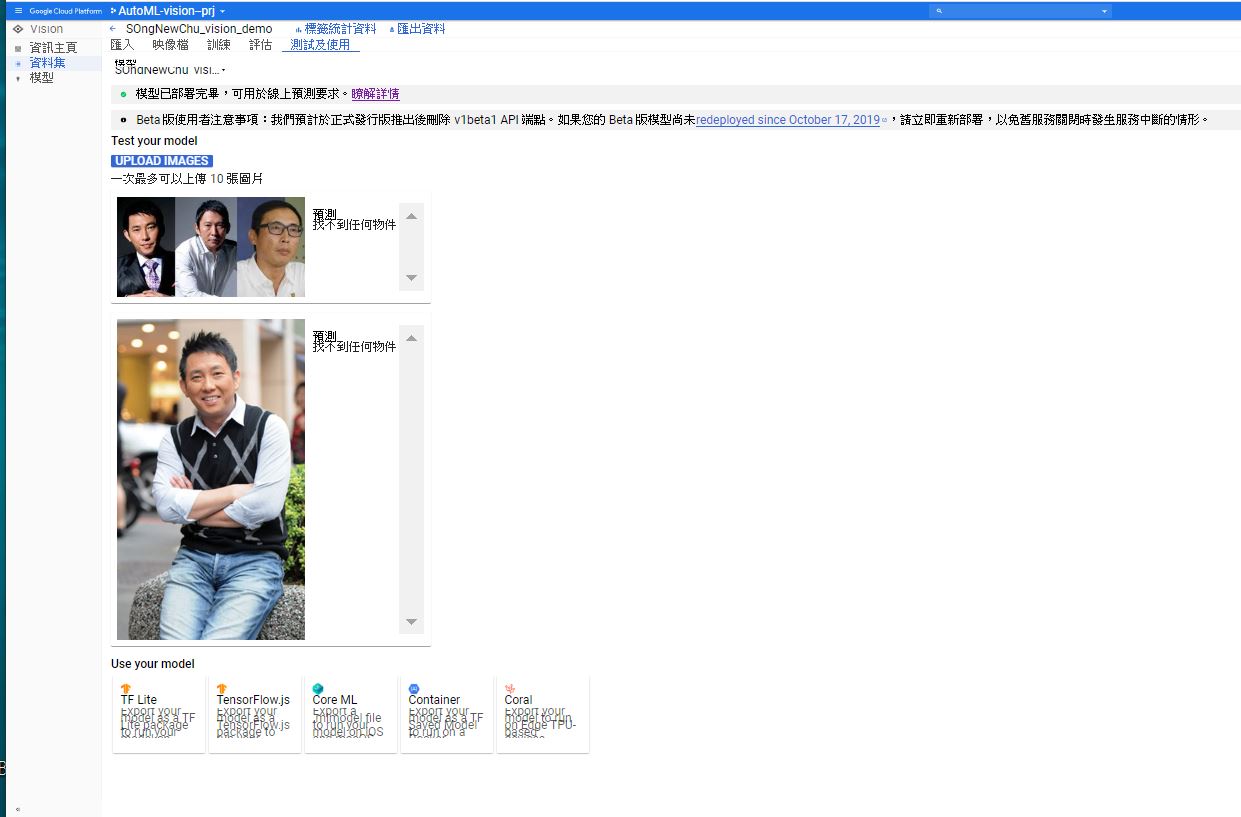 Google Cloud Platform
AutoML-vision--prj
Vision
SOngNewChu_vision_demo
標籤統計資料
匯出資料
資訊主頁
匯入
映像檔
訓練
評估
測試及使用
資料集
模型
模型
SOngNewChu_visi...
模型已部署完畢，可用於線上預測要求。瞭解詳情
Beta 版使用者注意事項：我們預計於正式發行版推出後刪除 v1beta1 API 端點。如果您的 Beta 版模型尚未redeployed since October 17, 2019，請立即重新部署，以免舊服務關閉時發生服務中斷的情形。
Test your model
UPLOAD IMAGES
一次最多可以上傳 10 張圖片
預測
找不到任何物件
預測
找不到任何物件
Use your model
TF Lite
Export your
model as a TF
Lite package
to run your
TensorFlow.js
Export your
model as a
TensorFlow.js
package to
Core ML
Export a
.mlmodel file
to run your
model on iOS
Container
Export your
model as a TF
Saved Model
to run on a
Coral
Export your
model to run
on Edge TPU-
based
B